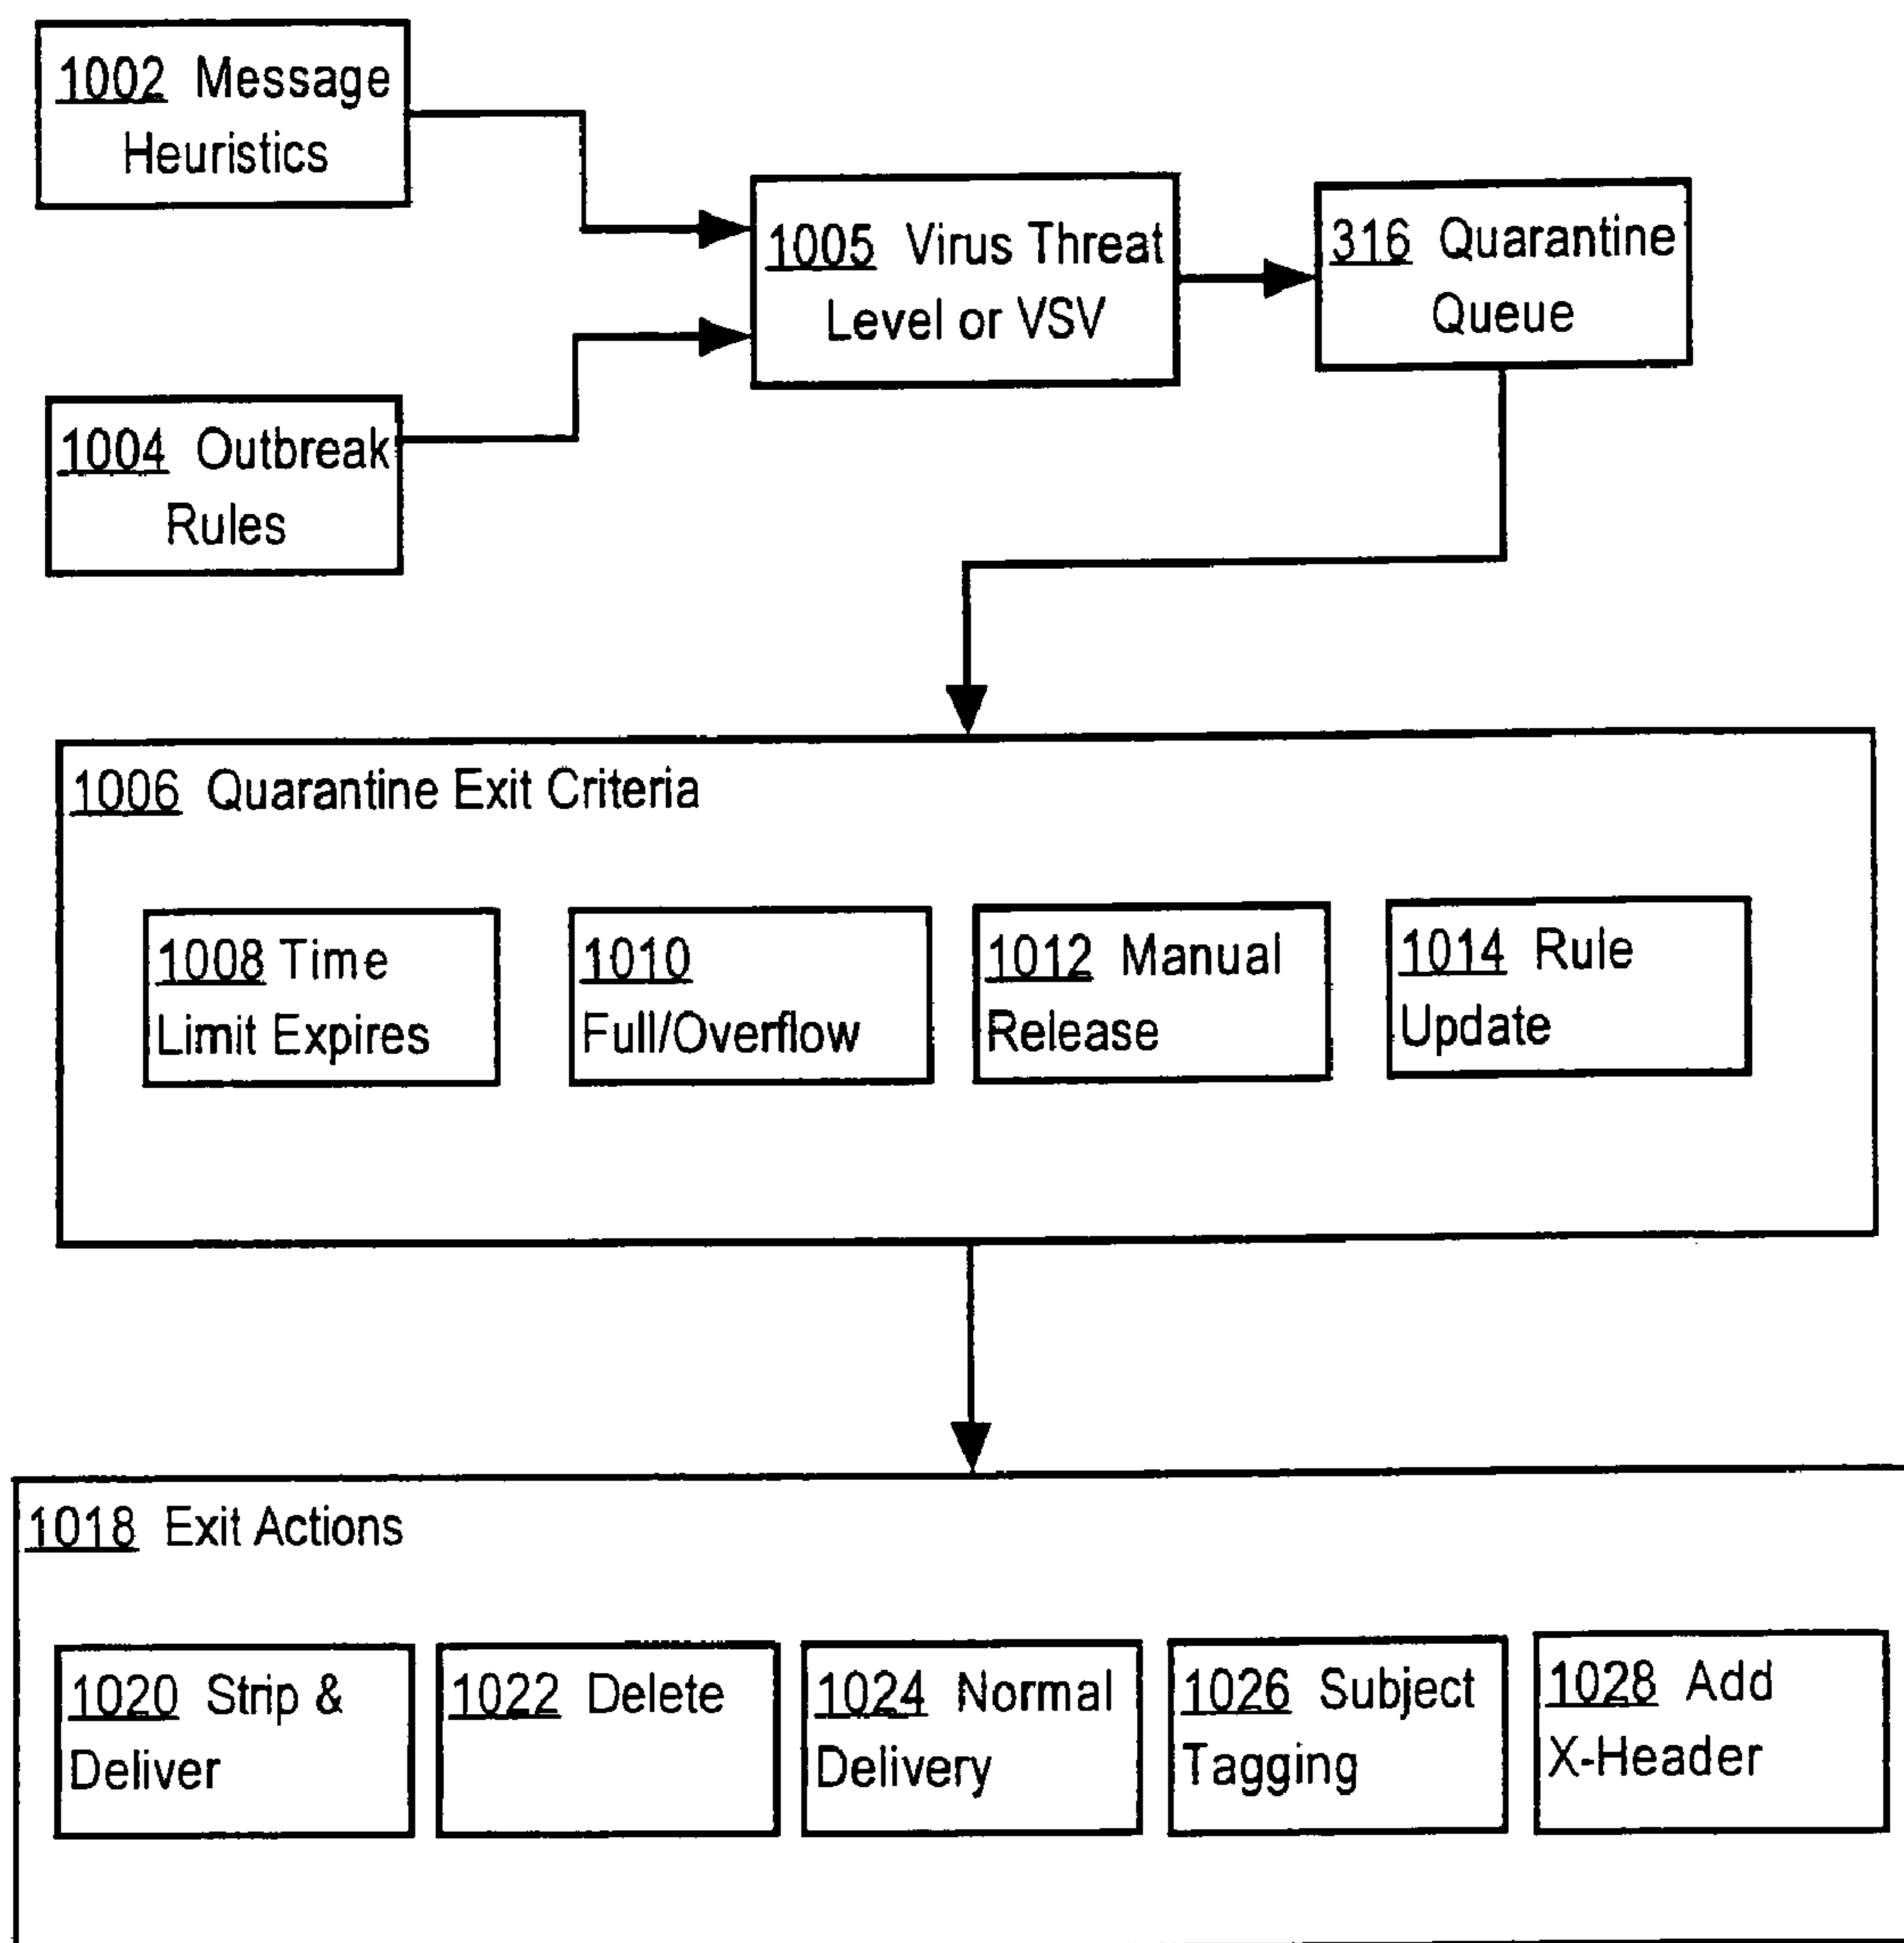 1002 Message
Heuristics
1005 Virus Threat
Level or VSV
316 Quarantine
Queue
1004 Outbreak
Rules
1006 Quarantine Exit Criteria
1008 Time
Limit Expires
1010
Full/Overflow
1012 Manual
Release
1014 Rule
Update
1018 Exit Actions
1020 Strip &
Deliver
1022 Delete
1024 Normal
Delivery
1026 Subject
Tagging
1028 Add
X-Header